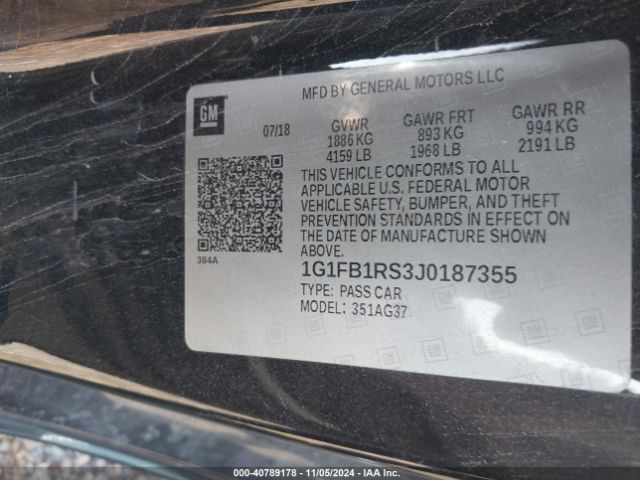 MFD BY GENERAL MOTORS LLC
GM
07/18
GVWR GAWR FRT GAWR RR
1886 KG 893 KG 994 KG
4159 LB 1968 LB 2191 LB
THIS VEHICLE CONFORMS TO ALL
APPLICABLE U.S. FEDERAL MOTOR
VEHICLE SAFETY, BUMPER, AND THEFT
PREVENTION STANDARDS IN EFFECT ON
THE DATE OF MANUFACTURE SHOWN
ABOVE.
384A
1G1FB1RS3J0187355
TYPE: PASS CAR
MODEL: 351AG37
000-40789178 - 11/05/2024 - IAA Inc.